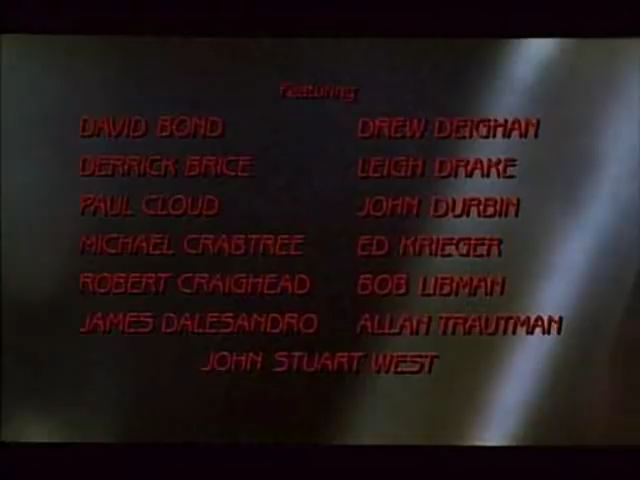 Featuring
DAVID BOND DREW DEIGHAN
DERRICK BRICE LEIGH DRAKE
PAUL CLOUD JOHN DURBIN
MICHAEL CRABTREE ED KRIEGER
ROBERT CRAIGHEAD BOB LIBMAN
JAMES DALESANDRO ALLAN TRAUTMAN
JOHN STUART WEST